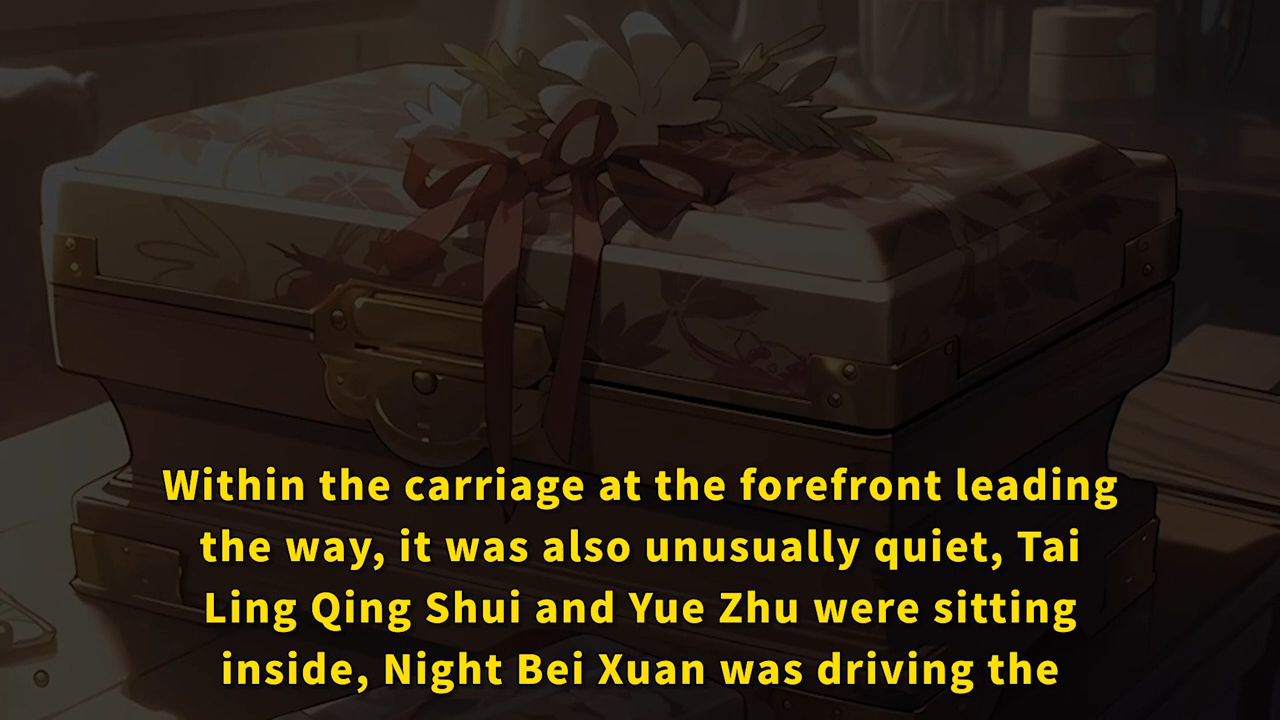 Within the carriage at the forefront leading
the way, it was also unusually quiet, Tai
Ling Qing Shui and Yue Zhu were sitting
inside, Night Bei Xuan was driving the